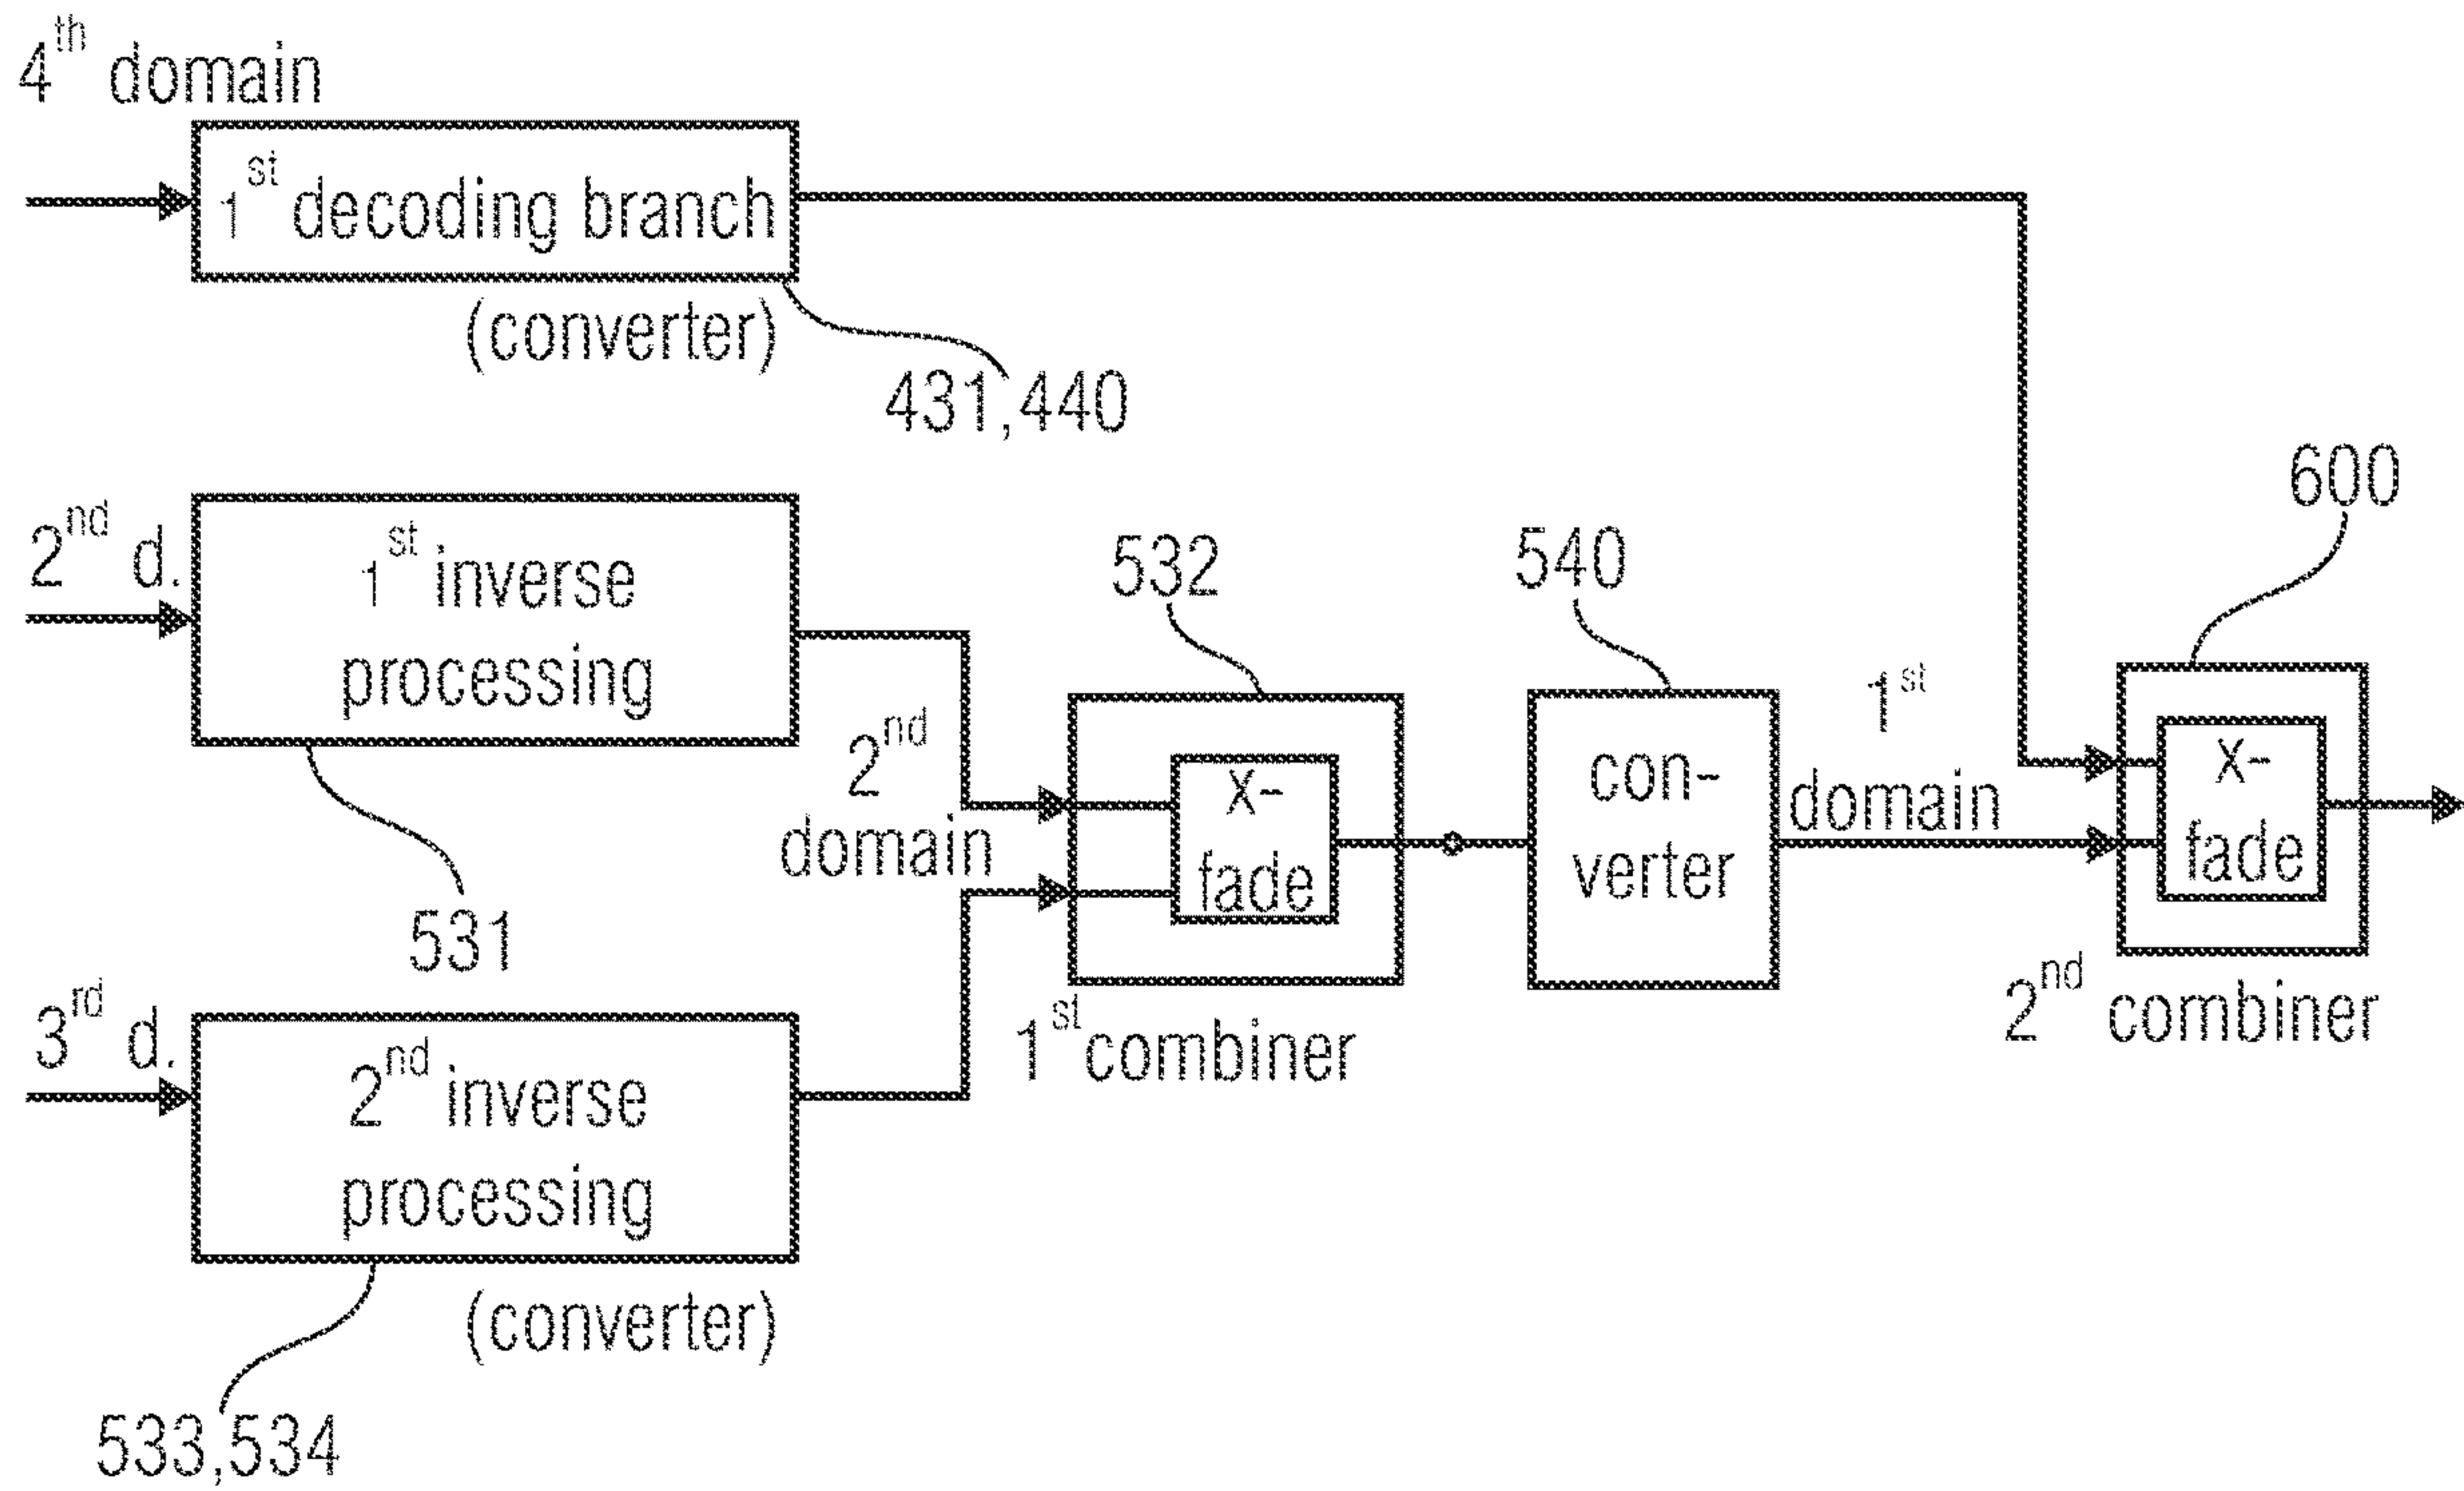 4th domain
1st decoding branch
(converter)
431,440
2nd d.
1st inverse
processing
531
3rd d.
2nd inverse
processing
(converter)
533,534
2nd
domain
532
x-
fade
1st combiner
540
con-
verter
1st
domain
600
x-
fade
2nd combiner